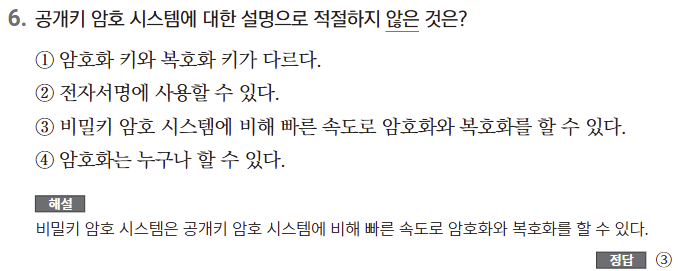 6. 공개키 암호 시스템에 대한 설명으로 적절하지 않은 것은?
① 암호화 키와 복호화 키가 다르다.
② 전자서명에 사용할 수 있다.
③ 비밀키 암호 시스템에 비해 빠른 속도로 암호화와 복호화를 할 수 있다.
④ 암호화는 누구나 할 수 있다.
해설
비밀키 암호 시스템은 공개키 암호 시스템에 비해 빠른 속도로 암호화와 복호화를 할 수 있다.
정답 ③